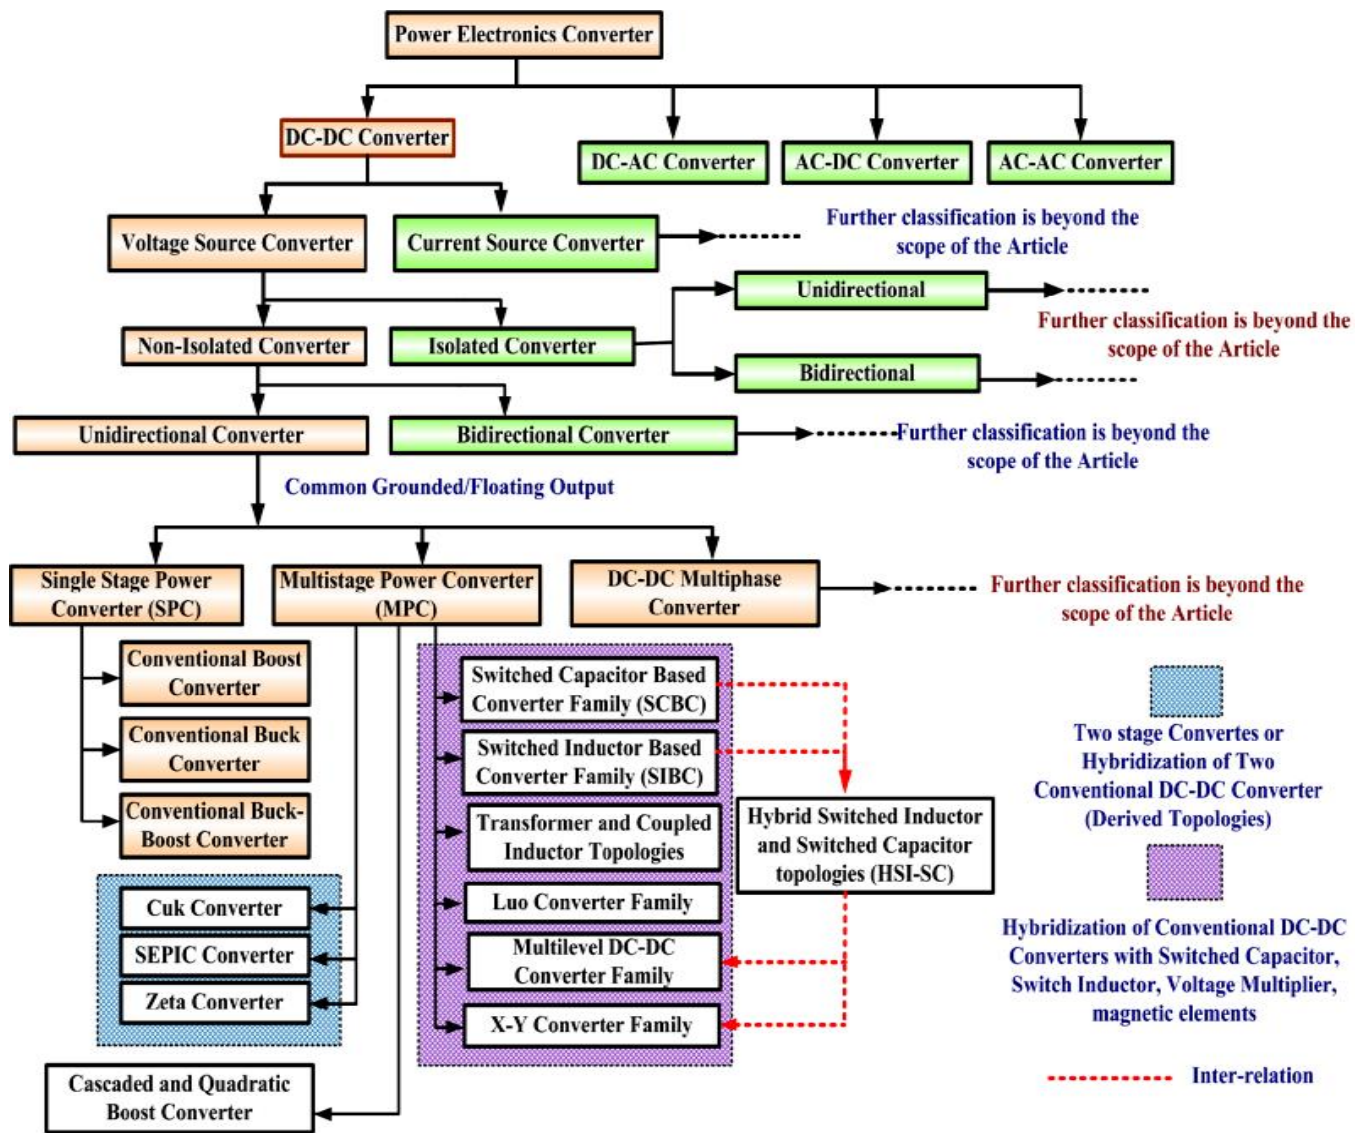 Power Electronics Converter
DC-DC Converter
DC-AC Converter
AC-DC Converter
AC-AC Converter
Voltage Source Converter
Current Source Converter
Further classification is beyond the
scope of the Article
Unidirectional
Non-Isolated Converter
Isolated Converter
Further classification is beyond the
scope of the Article
Bidirectional
Unidirectional Converter
Bidirectional Converter
Further classification is beyond the
scope of the Article
Common Grounded/Floating Output
Single Stage Power
Converter (SPC)
Multistage Power Converter
(MPC)
DC-DC Multiphase
Converter
Further classification is beyond the
scope of the Article
Conventional Boost
Converter
Conventional Buck
Converter
Conventional Buck-
Boost Converter
Cuk Converter
SEPIC Converter
Zeta Converter
Cascaded and Quadratic
Boost Converter
Switched Capacitor Based
Converter Family (SCBC)
Switched Inductor Based
Converter Family (SIBC)
Transformer and Coupled
Inductor Topologies
Luo Converter Family
Multilevel DC-DC
Converter Family
X-Y Converter Family
Hybrid Switched Inductor
and Switched Capacitor
topologies (HSI-SC)
Two stage Convertes or
Hybridization of Two
Conventional DC-DC Converter
(Derived Topologies)
Hybridization of Conventional DC-DC
Converters with Switched Capacitor,
Switch Inductor, Voltage Multiplier,
magnetic elements
Inter-relation